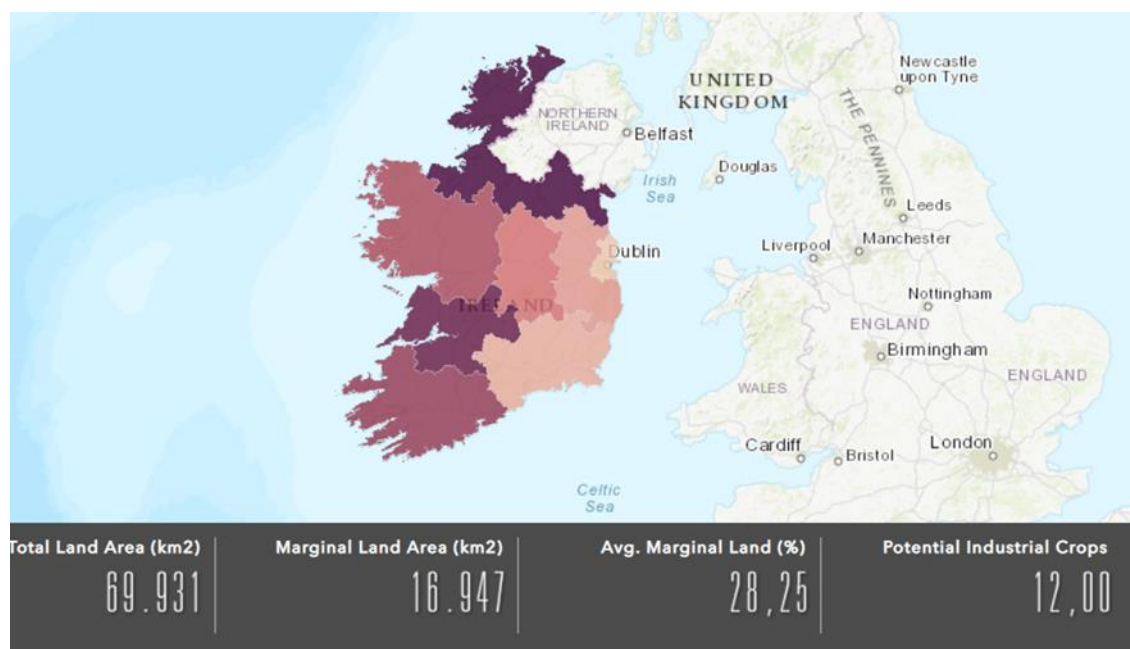 Newcastle
upon Tyne
UNITED
KINGDOM
THE PENNINES
NORTHERN
IRELAND
Belfast
Douglas
Irish
Sea
Leeds
Liverpool
Manchester
Dublin
Nottingham
IRELAND
ENGLAND
Birmingham
ENGLAND
WALES
Cardiff
Bristol
London
Celtic
Sea
Total Land Area (km2)
69.931
Marginal Land Area (km2)
16.947
Avg. Marginal Land (%)
28,25
Potential Industrial Crops
12,00